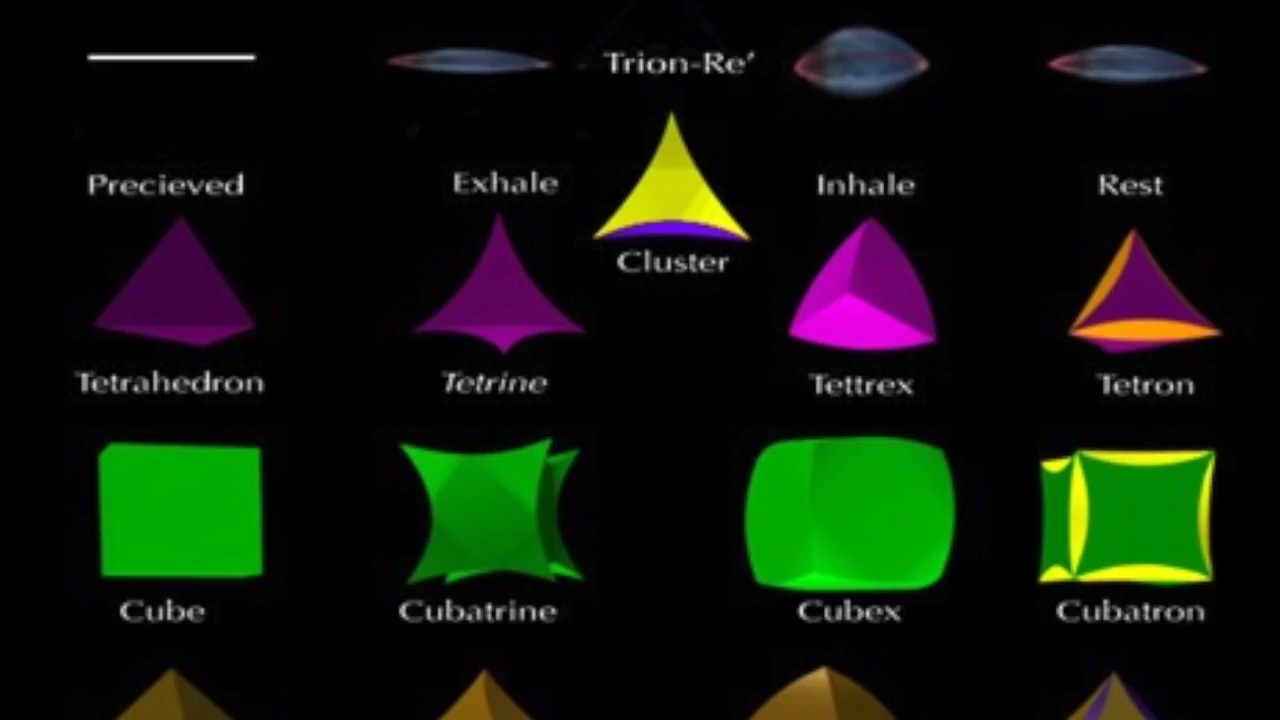 Trion-Re’
Precieved
Exhale
Inhale
Rest
Cluster
Tetrahedron
Tetrine
Tettrex
Tetron
Cube
Cubatrine
Cubex
Cubatron